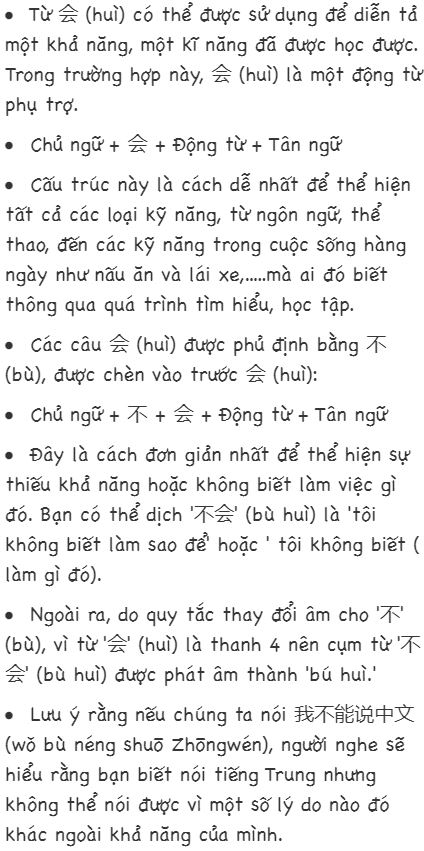 • Từ 会 (huì) có thể được sử dụng để diễn tả
một khả năng, một kĩ năng đã được học được.
Trong trường hợp này, 会 (huì) là một động từ
phụ trợ.
• Chủ ngữ + 会 + Động từ + Tân ngữ
• Cấu trúc này là cách dễ nhất để thể hiện
tất cả các loại kỹ năng, từ ngôn ngữ, thể
thao, đến các kỹ năng trong cuộc sống hàng
ngày như nấu ăn và lái xe,.....mà ai đó biết
thông qua quá trình tìm hiểu, học tập.
• Các câu 会 (huì) được phủ định bằng 不
(bù), được chèn vào trước 会 (huì):
• Chủ ngữ + 不 + 会 + Động từ + Tân ngữ
• Đây là cách đơn giản nhất để thể hiện sự
thiếu khả năng hoặc không biết làm việc gì
đó. Bạn có thể dịch '不会' (bù huì) là 'tôi
không biết làm sao để' hoặc ' tôi không biết (
làm gì đó).
• Ngoài ra, do quy tắc thay đổi âm cho '不'
(bù), vì từ '会' (huì) là thanh 4 nên cụm từ '不
会' (bù huì) được phát âm thành 'bú huì.'
• Lưu ý rằng nếu chúng ta nói 我不能说中文
(wǒ bù néng shuō Zhōngwén), người nghe sẽ
hiểu rằng bạn biết nói tiếng Trung nhưng
không thể nói được vì một số lý do nào đó
khác ngoài khả năng của mình.